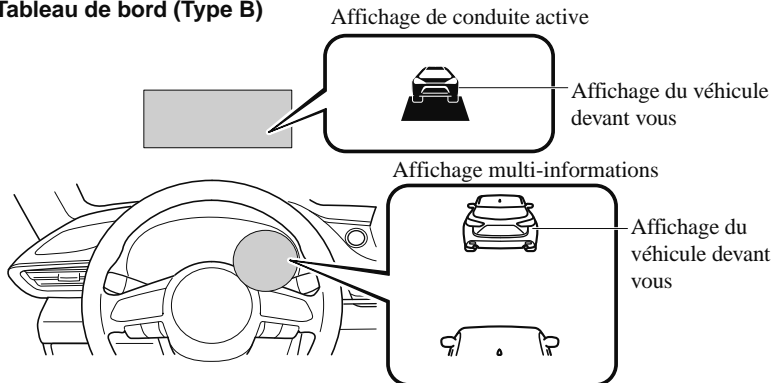 Tableau de bord (Type B)
Affichage de conduite active
Affichage du véhicule
devant vous
Affichage multi-informations
Affichage du
véhicule devant
vous